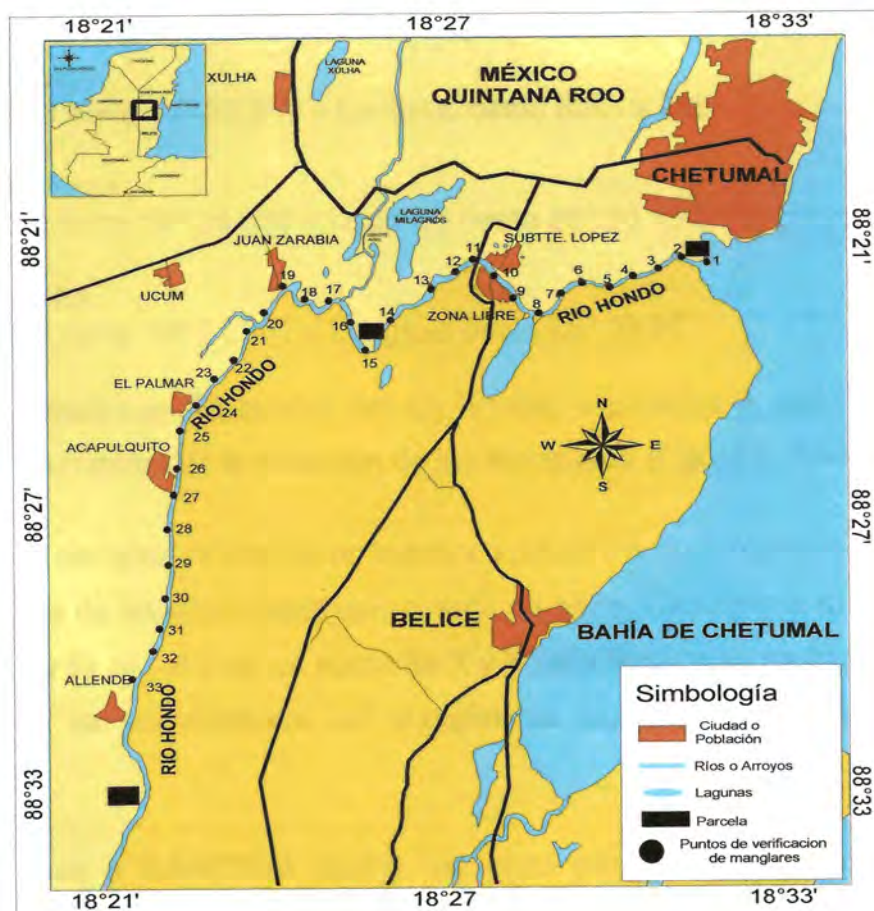 18°21'
18°27
18°33'
XULHA
LAGUNA
XULHA
MÉXICO
QUINTANA ROO
CHETUMAL
88°21'
88°21'
JUAN ZARABIA
LAGUNA
MILAGROS
SUBTTE. LOPEZ
UCUM
ZONA LIBRE
RIO HONDO
1
2
3
4
5
6
7
8
9
10
11
12
13
14
15
16
17
18
19
20
21
22
23
24
EL PALMAR
RIO HONDO
25
ACAPULQUITO
26
27
28
29
30
31
32
33
N
W
E
S
88°27'
88°27'
BELICE
BAHÍA DE CHETUMAL
ALLENDE
RIO HONDO
88°33
88°33
Simbología
Ciudad o
Población
Ríos o Arroyos
Lagunas
Parcela
Puntos de verificacion
de manglares
18°21'
18°27
18°33'